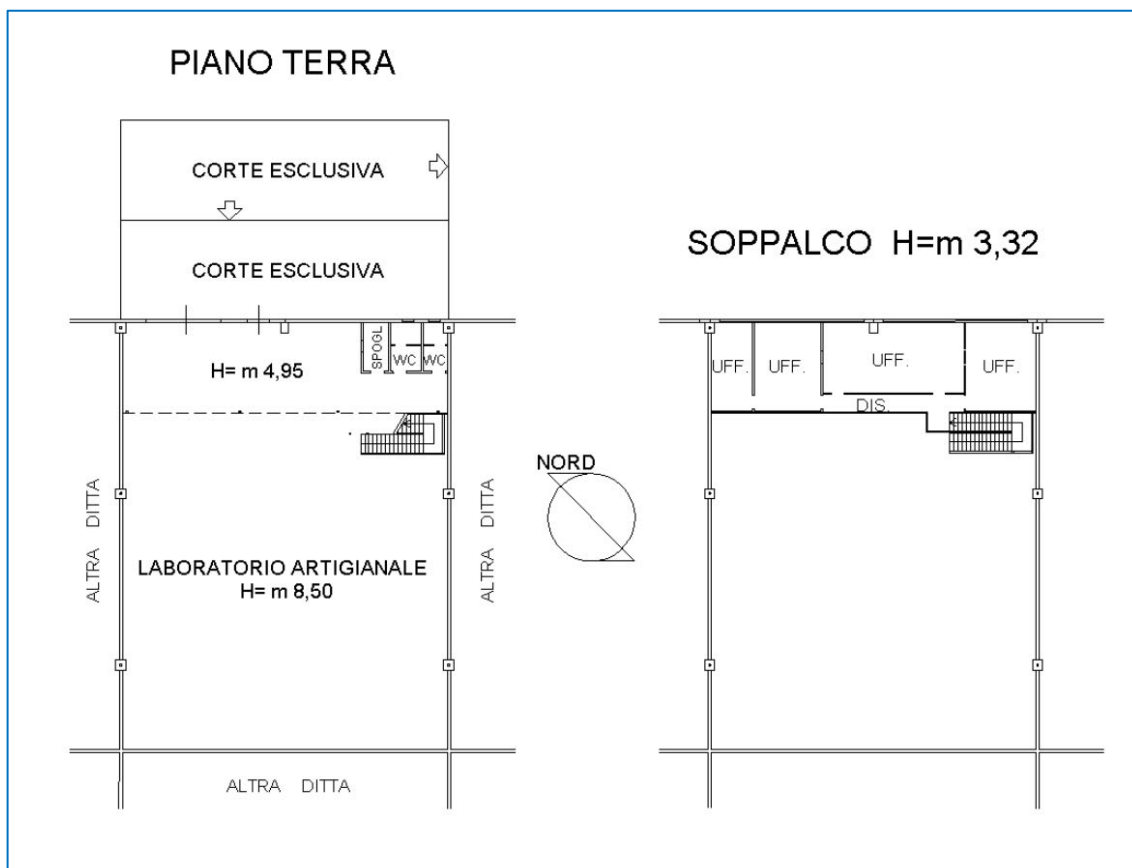 PIANO TERRA
CORTE ESCLUSIVA
CORTE ESCLUSIVA
SPOGL
WC
WC
H= m 4,95
ALTRA DITTA
ALTRA DITTA
LABORATORIO ARTIGIANALE
H= m 8,50
ALTRA DITTA
NORD
SOPPALCO H=m 3,32
UFF.
UFF.
UFF.
UFF.
DIS.